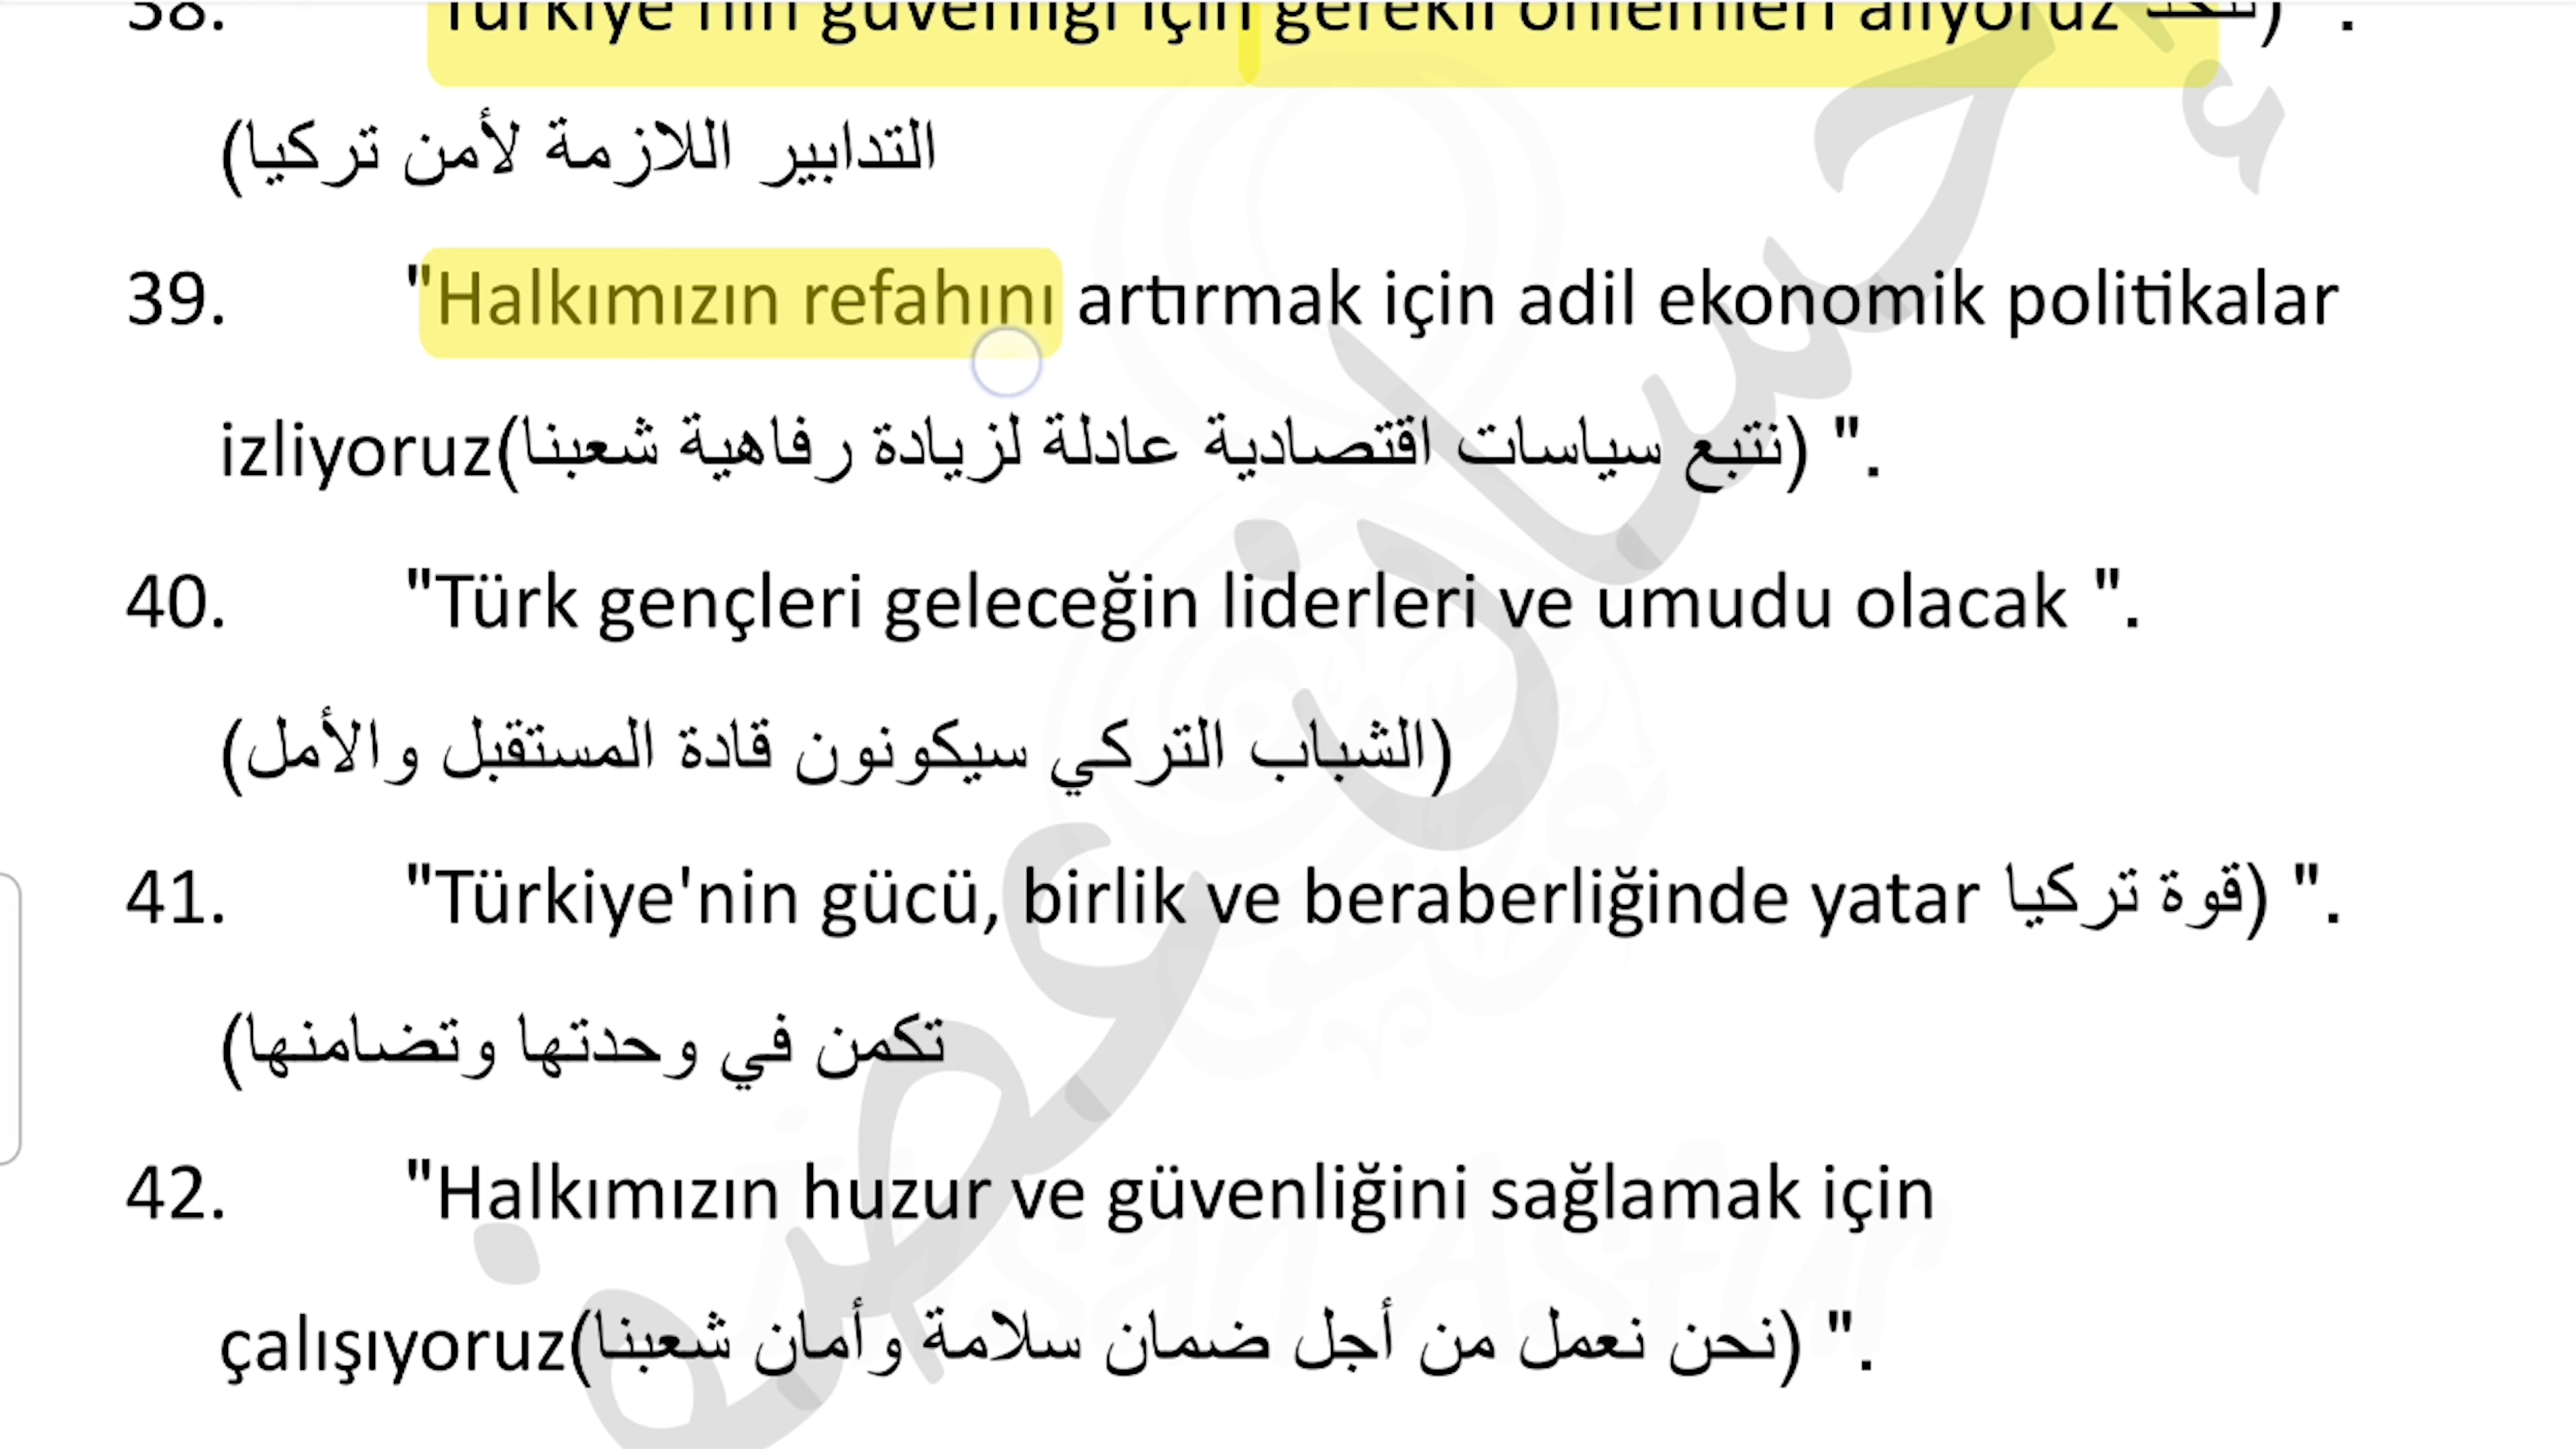 38. Türkiye'nin güvenliği için gerekli önlemleri alıyoruz (نتخذ .
التدابير اللازمة لأمن تركيا)
39. "Halkımızın refahını artırmak için adil ekonomik politikalar
izliyoruz(نتبع سياسات اقتصادية عادلة لزيادة رفاهية شعبنا) ".
40. "Türk gençleri geleceğin liderleri ve umudu olacak ".
(الشباب التركي سيكونون قادة المستقبل والأمل)
41. "Türkiye'nin gücü, birlik ve beraberliğinde yatar (قوة تركيا ".
تكمن في وحدتها وتضامنها)
42. "Halkımızın huzur ve güvenliğini sağlamak için
çalışıyoruz(نحن نعمل من أجل ضمان سلامة وأمان شعبنا) ".